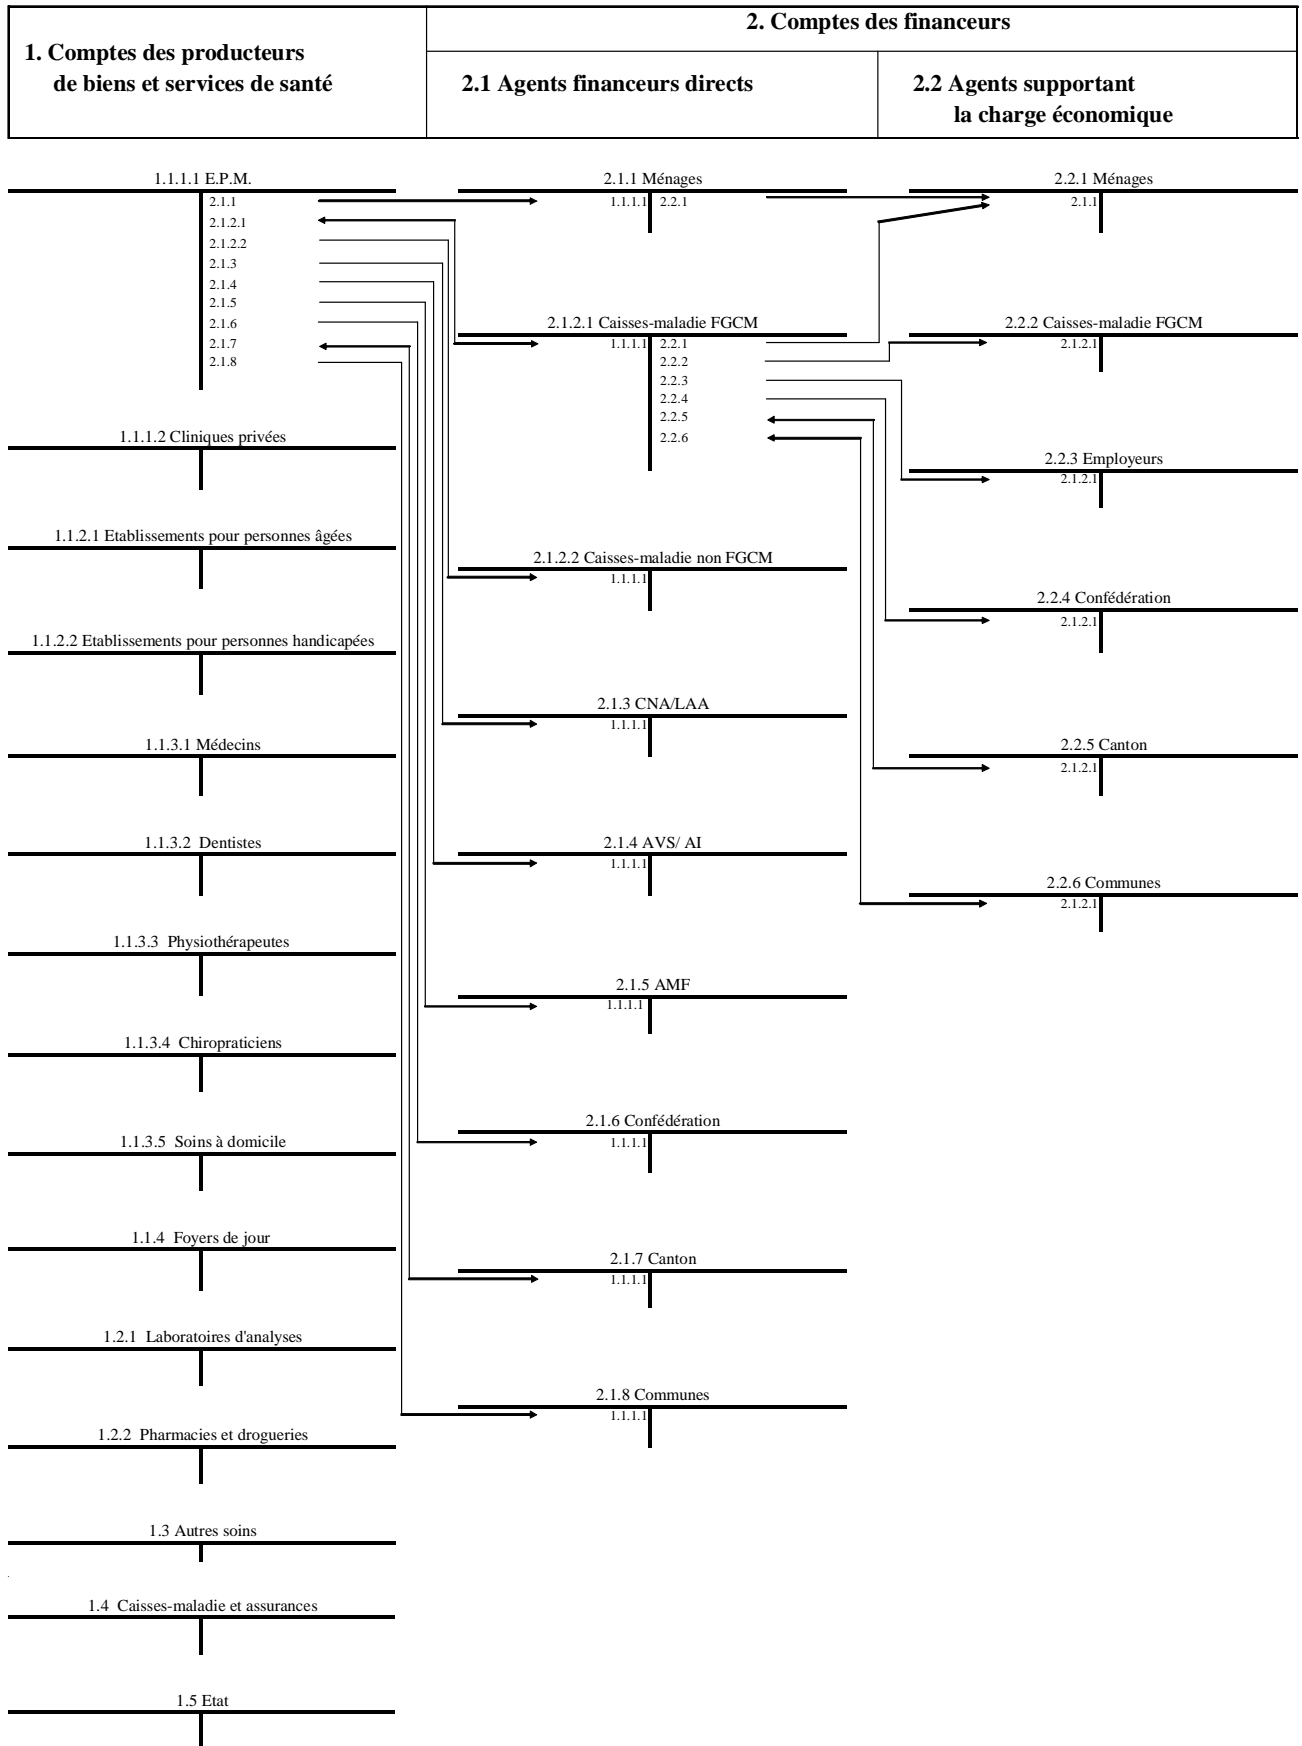 2. Comptes des financeurs
1. Comptes des producteurs
de biens et services de santé
2.1 Agents financeurs directs
2.2 Agents supportant
la charge économique
1.1.1.1 E.P.M.
2.1.1
2.1.2.1
2.1.2.2
2.1.3
2.1.4
2.1.5
2.1.6
2.1.7
2.1.8
1.1.1.2 Cliniques privées
1.1.2.1 Etablissements pour personnes âgées
1.1.2.2 Etablissements pour personnes handicapées
1.1.3.1 Médecins
1.1.3.2 Dentistes
1.1.3.3 Physiothérapeutes
1.1.3.4 Chiropraticiens
1.1.3.5 Soins à domicile
1.1.4 Foyers de jour
1.2.1 Laboratoires d'analyses
1.2.2 Pharmacies et drogueries
1.3 Autres soins
1.4 Caisses-maladie et assurances
1.5 Etat
2.1.1 Ménages
1.1.1.1 2.2.1
2.1.2.1 Caisses-maladie FGCM
1.1.1.1 2.2.1
2.2.2
2.2.3
2.2.4
2.2.5
2.2.6
2.1.2.2 Caisses-maladie non FGCM
1.1.1.1
2.1.3 CNA/LAA
1.1.1.1
2.1.4 AVS/ AI
1.1.1.1
2.1.5 AMF
1.1.1.1
2.1.6 Confédération
1.1.1.1
2.1.7 Canton
1.1.1.1
2.1.8 Communes
1.1.1.1
2.2.1 Ménages
2.1.1
2.2.2 Caisses-maladie FGCM
2.1.2.1
2.2.3 Employeurs
2.1.2.1
2.2.4 Confédération
2.1.2.1
2.2.5 Canton
2.1.2.1
2.2.6 Communes
2.1.2.1